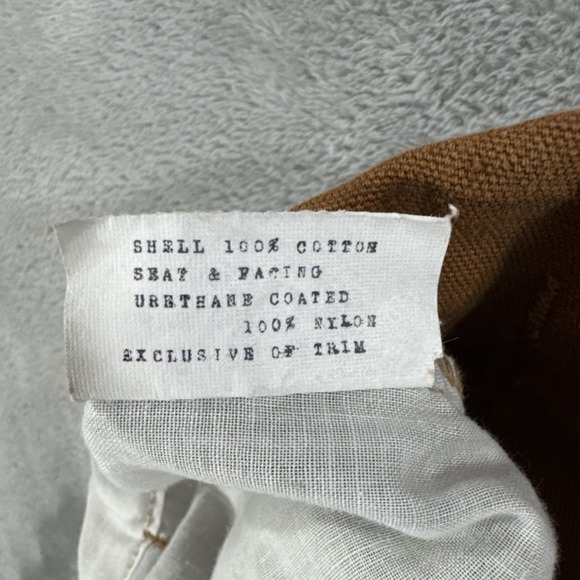 SHELL 100% COTTON
SEAT & FACING
URETHANE COATED
100% NYLON
EXCLUSIVE OF TRIM